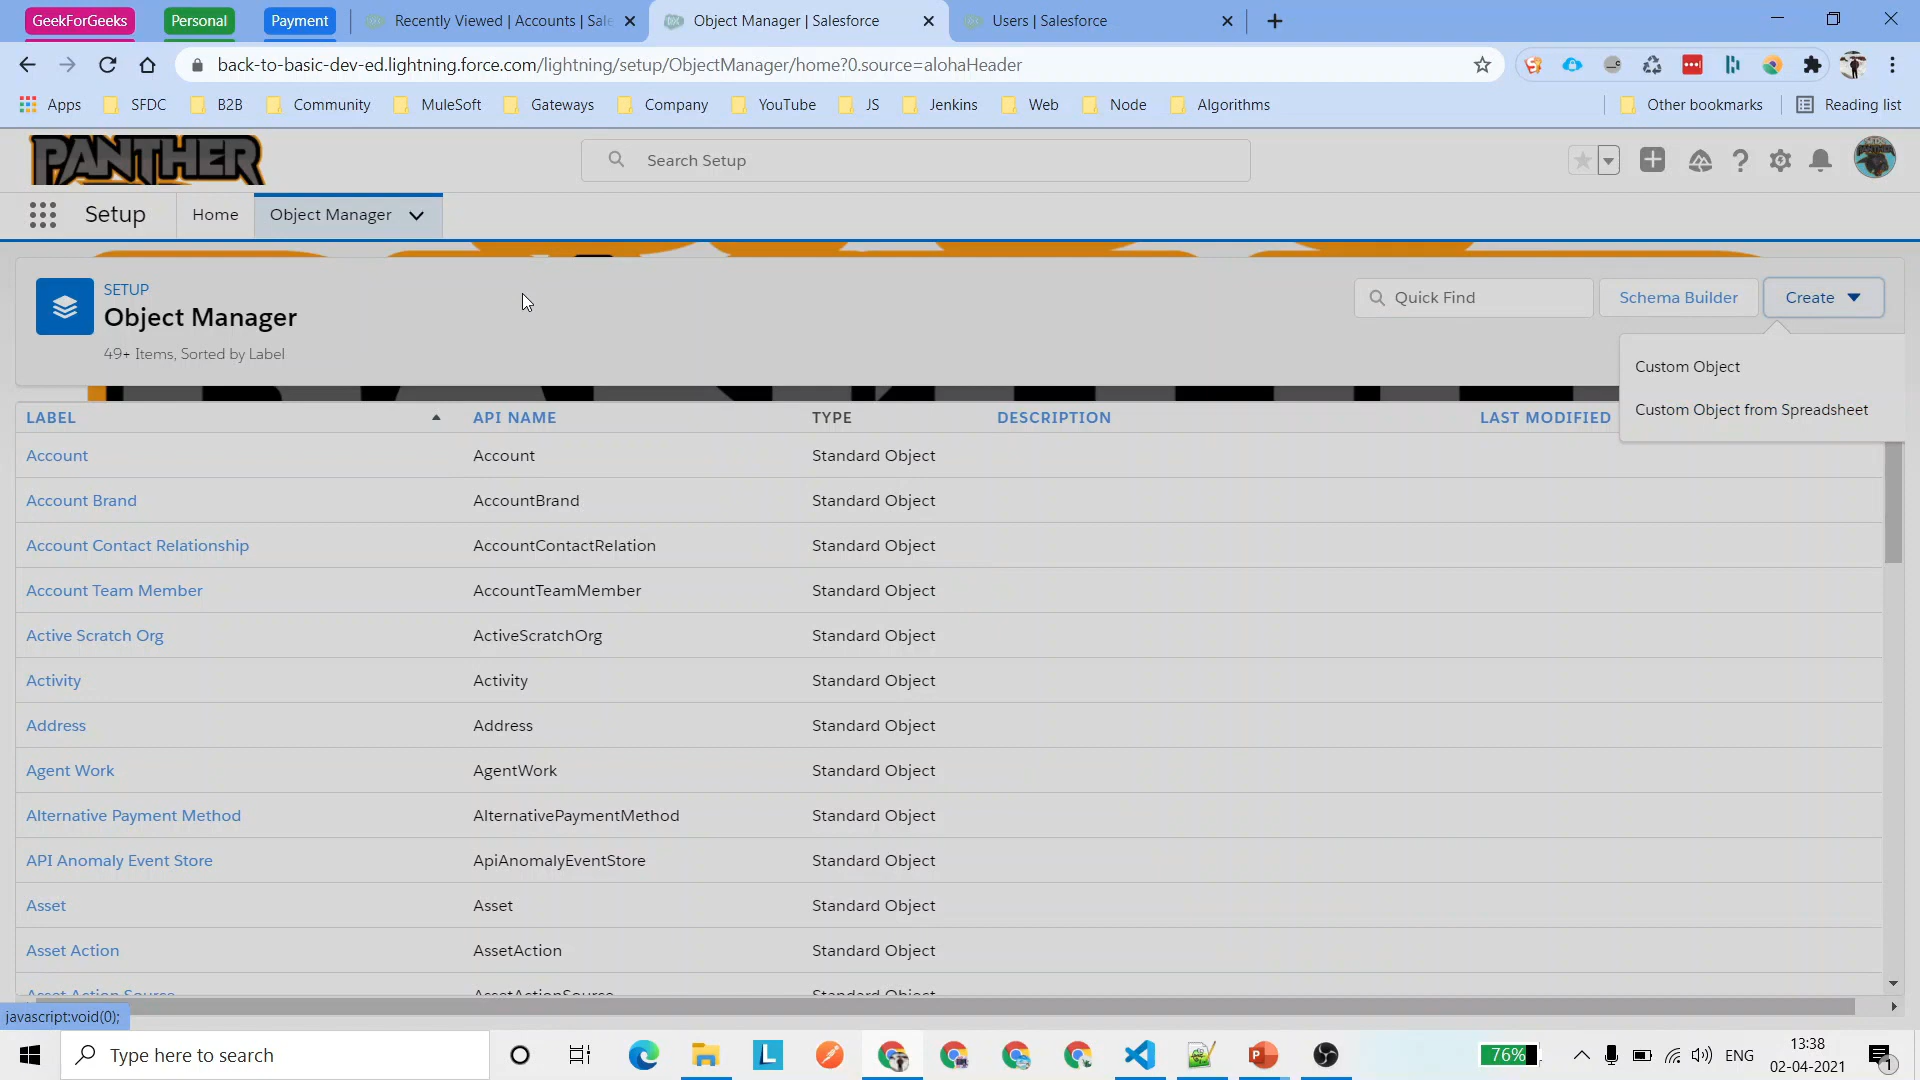 GeekForGeeks Personal Payment Recently Viewed | Accounts | Sale Object Manager | Salesforce Users | Salesforce
back-to-basic-dev-ed.lightning.force.com/lightning/setup/ObjectManager/home?0.source=alohaHeader
Apps SFDC B2B Community MuleSoft Gateways Company YouTube JS Jenkins Web Node Algorithms Other bookmarks Reading list
PANTHER Search Setup
Setup Home Object Manager
SETUP
Object Manager
49+ Items, Sorted by Label
Quick Find Schema Builder Create
Custom Object
Custom Object from Spreadsheet
LABEL API NAME TYPE DESCRIPTION LAST MODIFIED
Account Account Standard Object
Account Brand AccountBrand Standard Object
Account Contact Relationship AccountContactRelation Standard Object
Account Team Member AccountTeamMember Standard Object
Active Scratch Org ActiveScratchOrg Standard Object
Activity Activity Standard Object
Address Address Standard Object
Agent Work AgentWork Standard Object
Alternative Payment Method AlternativePaymentMethod Standard Object
API Anomaly Event Store ApiAnomalyEventStore Standard Object
Asset Asset Standard Object
Asset Action AssetAction Standard Object
Asset Action Source AssetActionSource Standard Object
javascript:void(0);
Type here to search L 76% ENG 13:38
02-04-2021 1